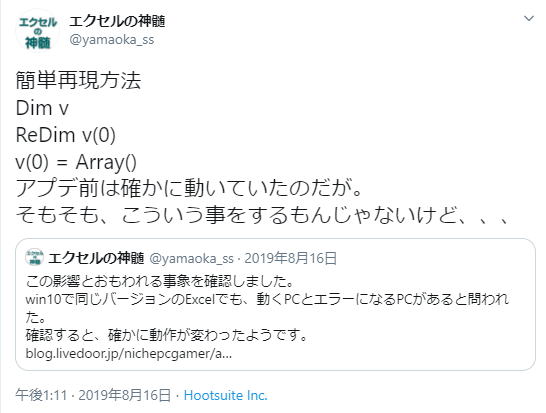 エクセルの神髄
エクセルの神髄
@yamaoka_ss
簡単再現方法
Dim v
ReDim v(0)
v(0) = Array()
アプデ前は確かに動いていたのだが。
そもそも、こういう事をするもんじゃないけど、、、
エクセルの神髄 @yamaoka_ss · 2019年8月16日
この影響とおもわれる事象を確認しました。
win10で同じバージョンのExcelでも、動くPCとエラーになるPCがあると問われ
た。
確認すると、確かに動作が変わったようです。
blog.livedoor.jp/nichepcgamer/a...
午後1:11 · 2019年8月16日 · Hootsuite Inc.